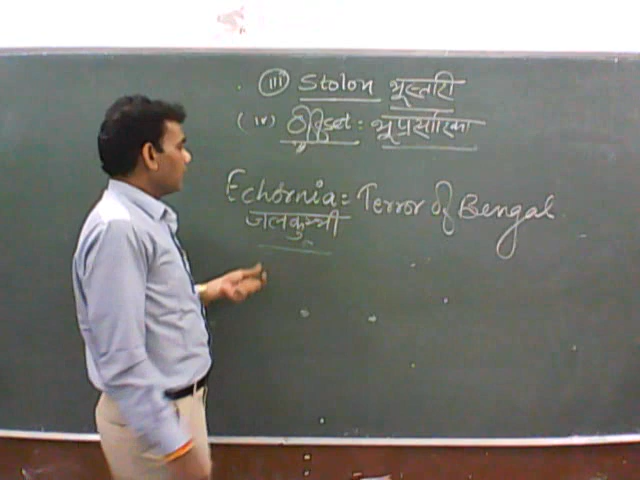 (iii) Stolon भूस्तारी
(iv) Offset : भूप्रसारिका
Echornia = Terror of Bengal
जलकुम्भी